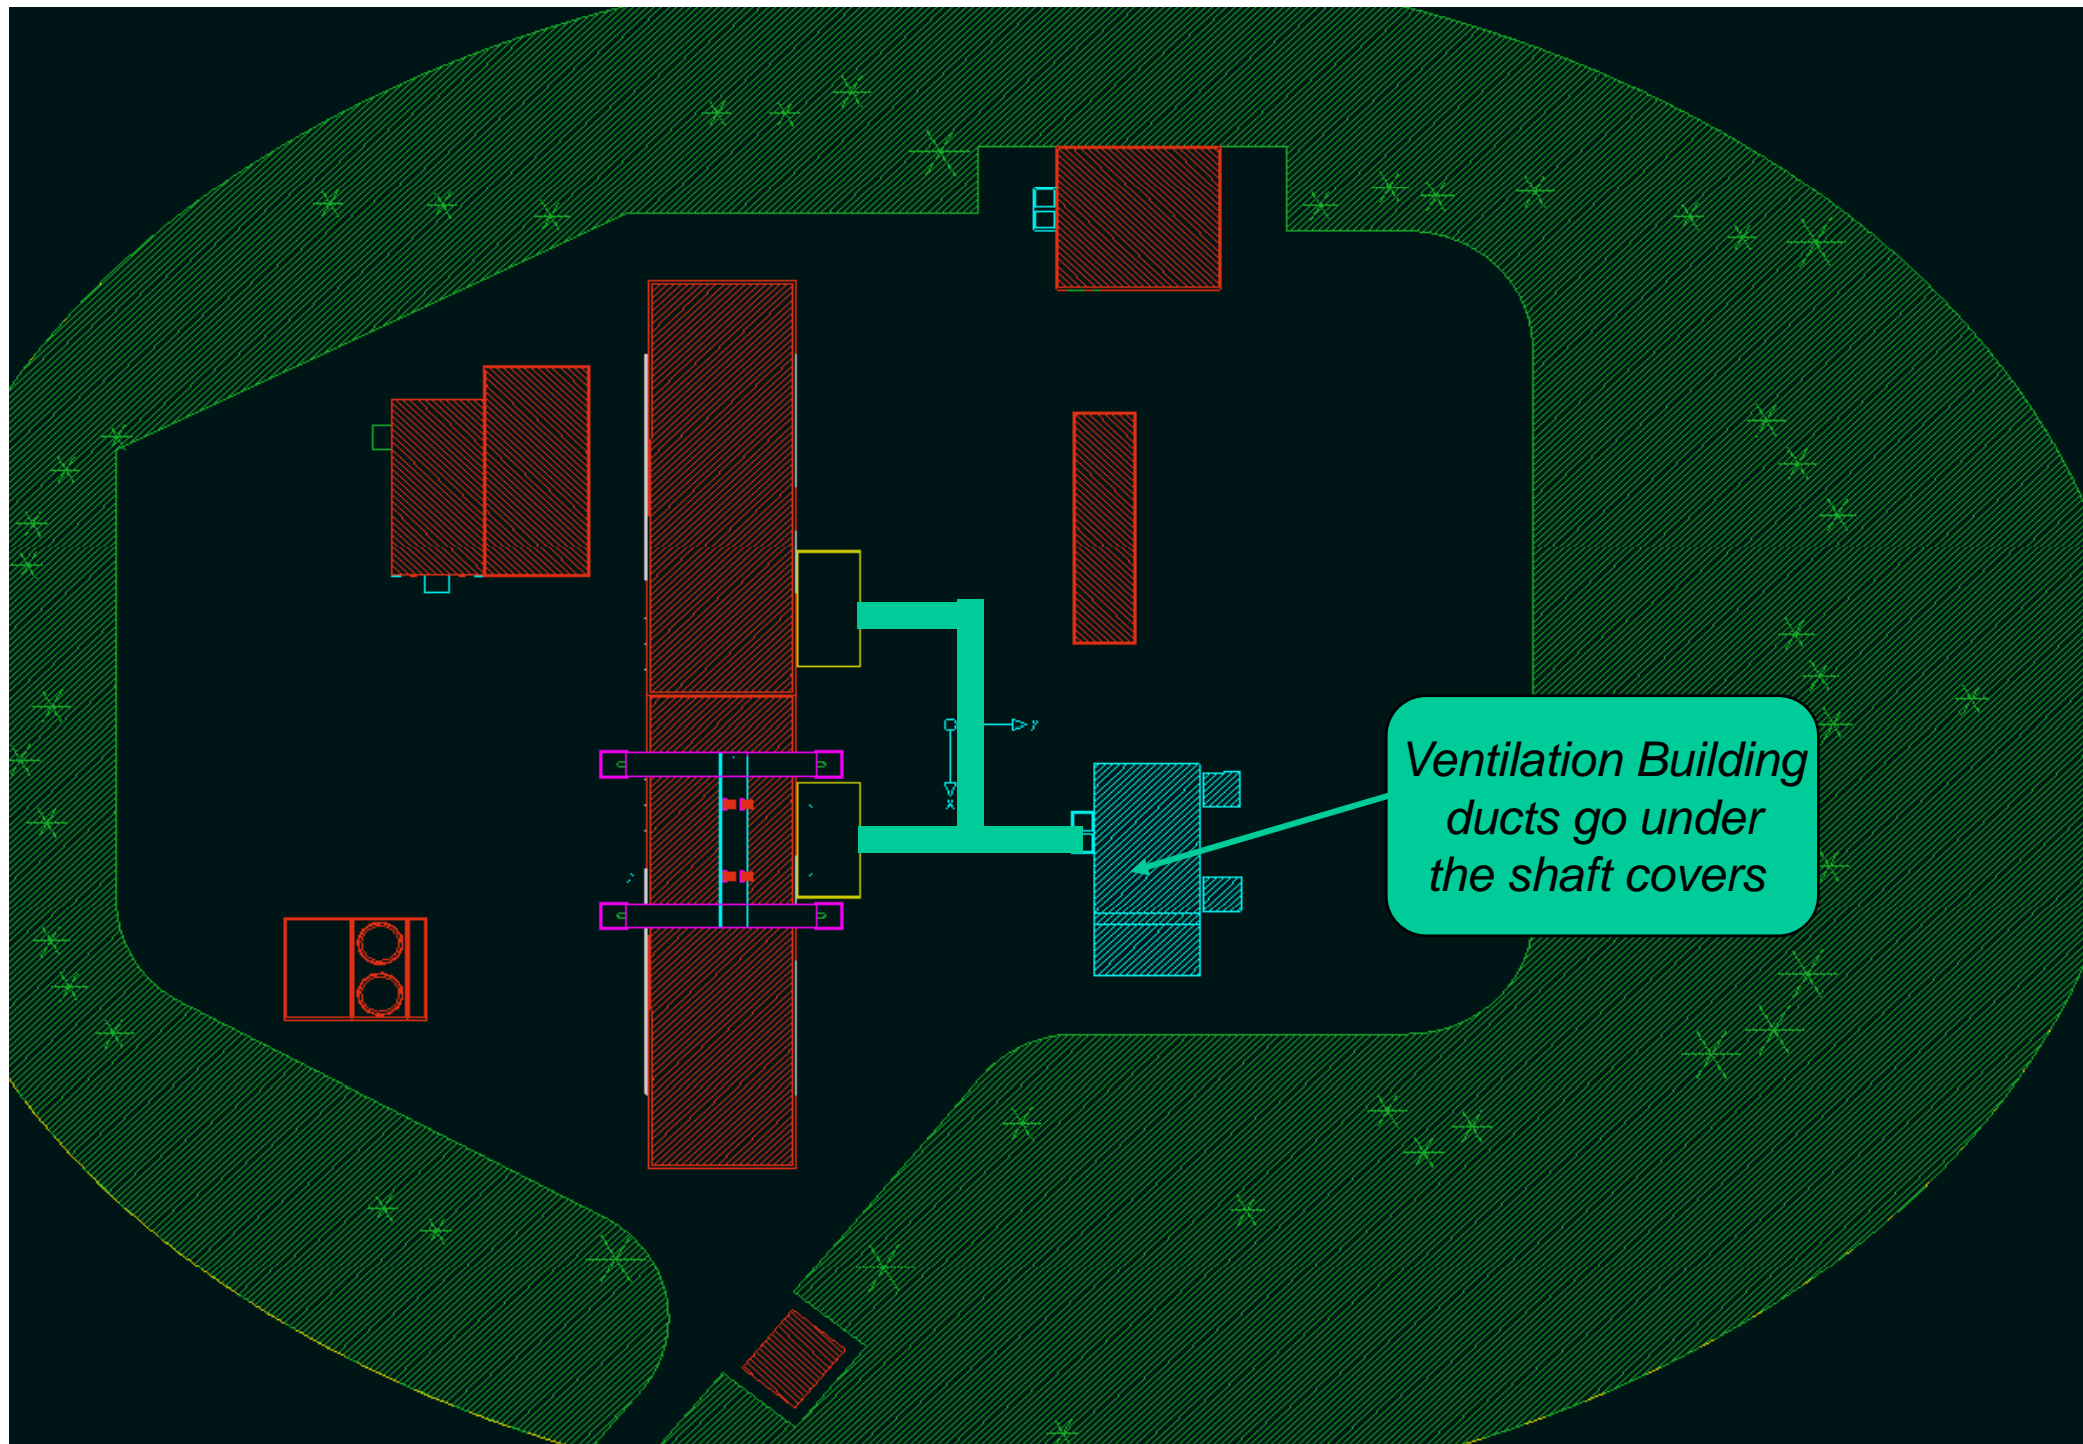 y
x
Ventilation Building
ducts go under
the shaft covers